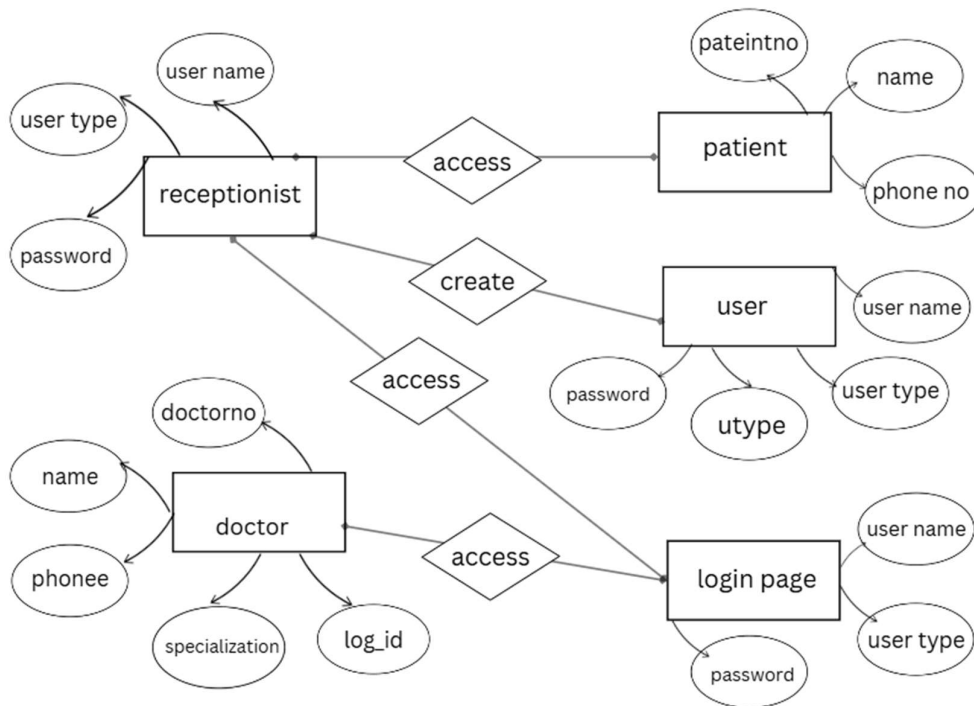 pateintno
user name
name
user type
patient
access
receptionist
phone no
password
create
user
user name
access
password
user type
doctorno
utype
name
doctor
user name
access
phonee
login page
specialization
log_id
user type
password